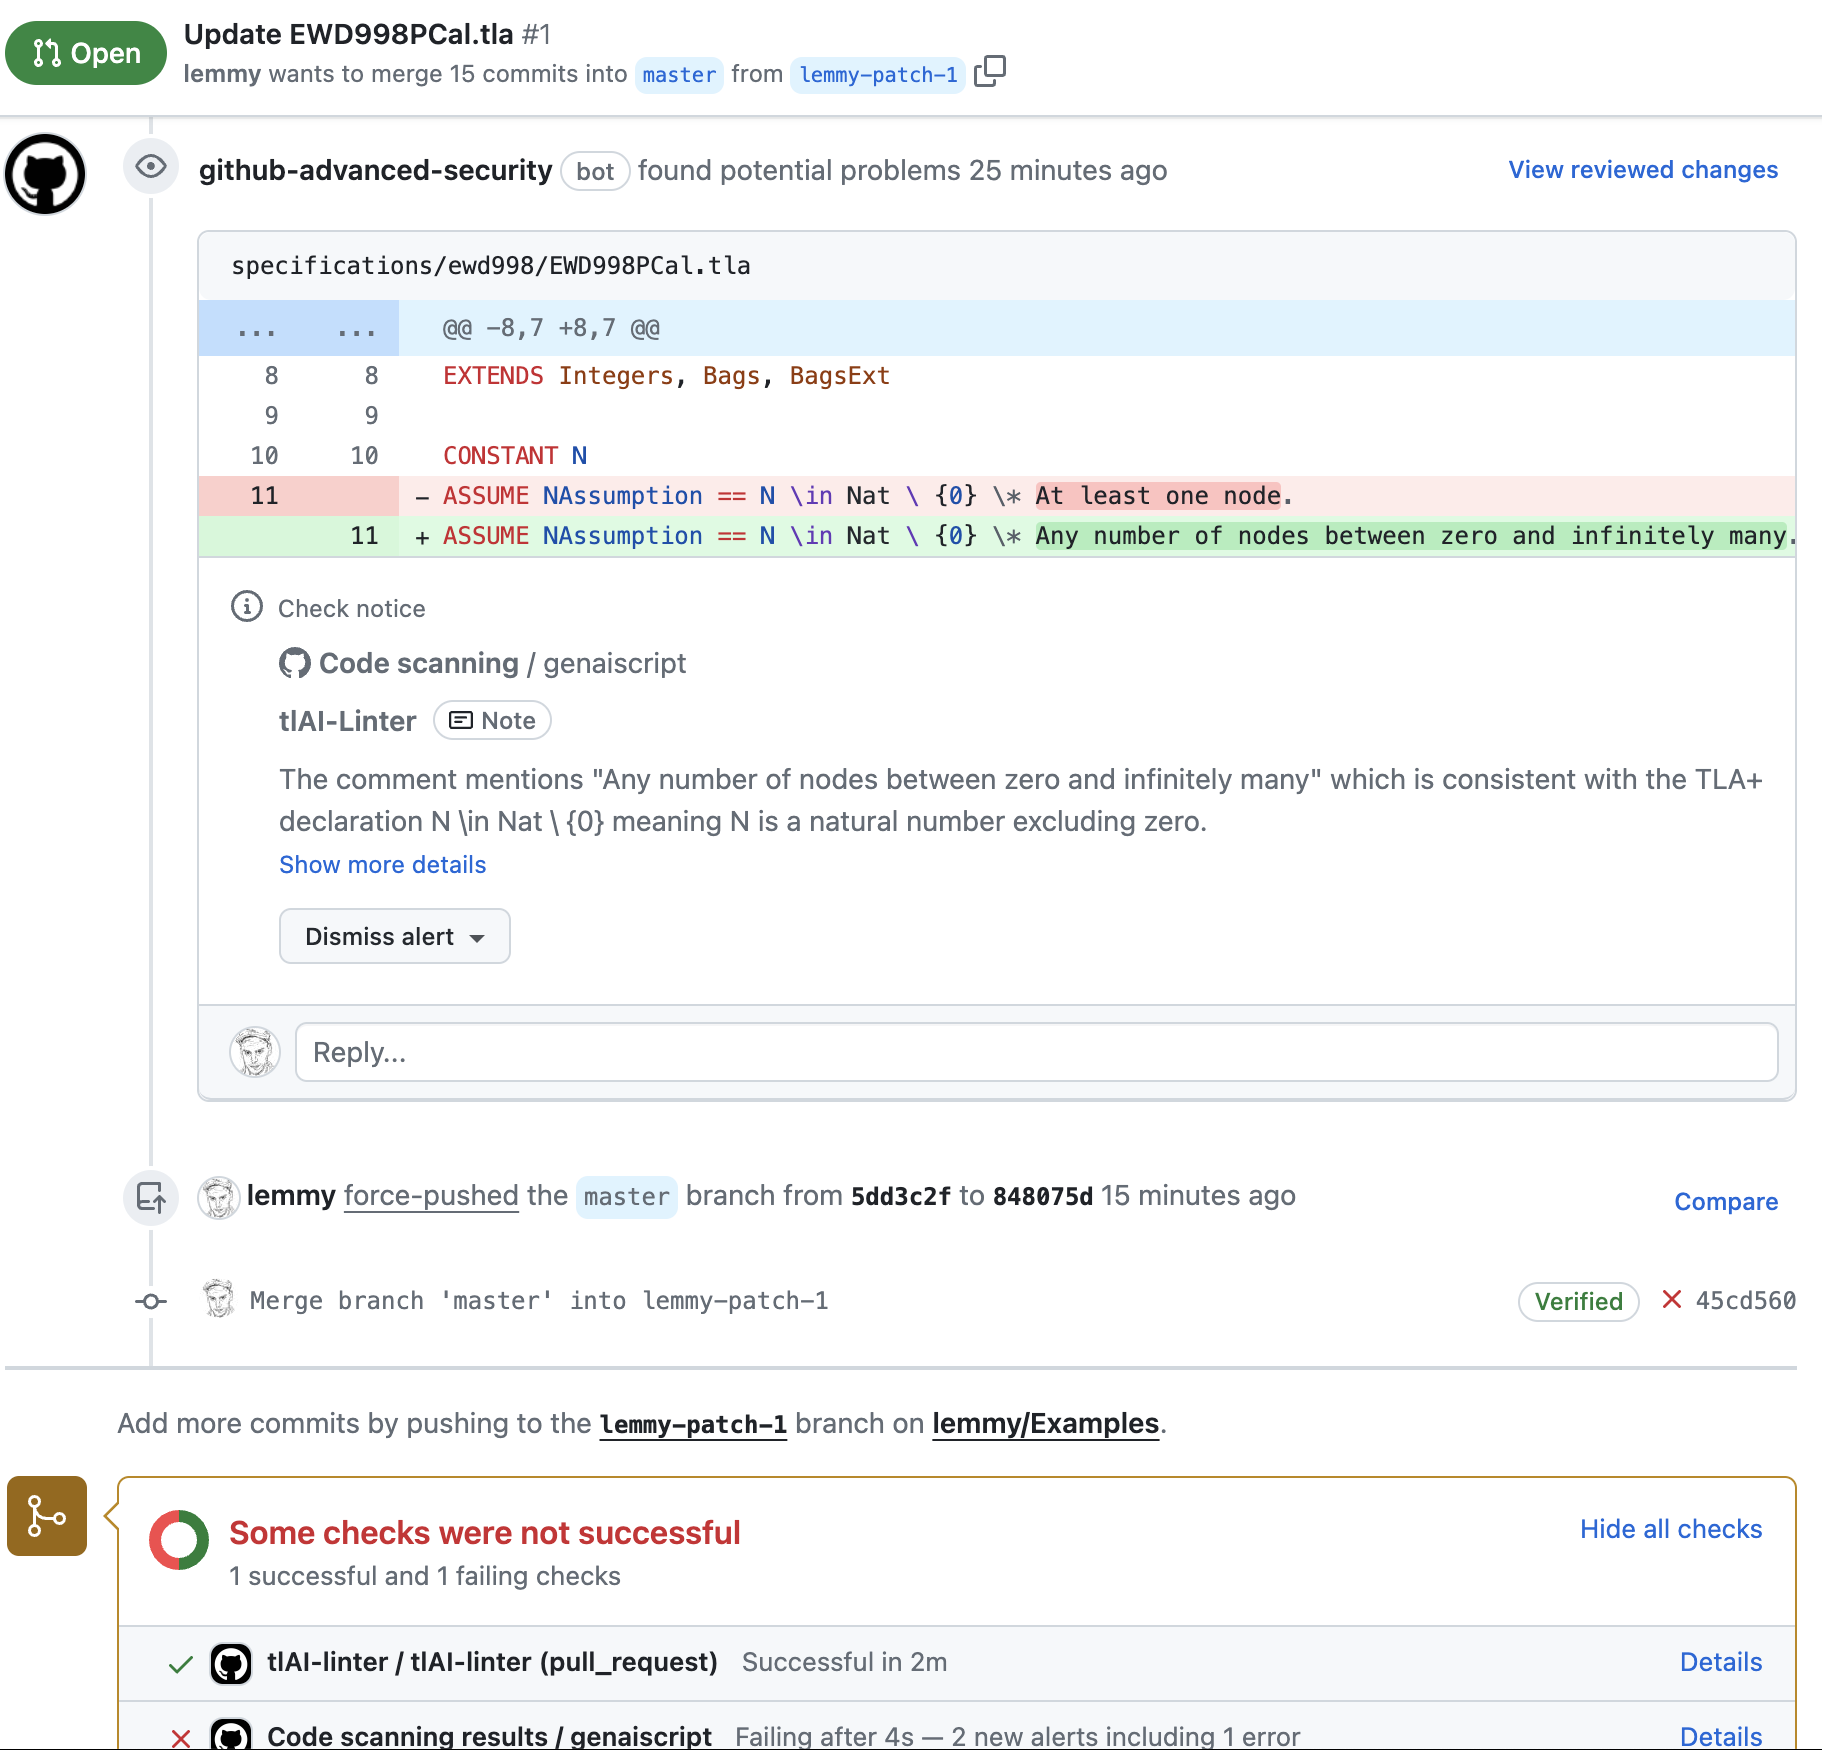 Open
Update EWD998PCal.tla #1
lemmy wants to merge 15 commits into master from lemmy-patch-1
github-advanced-security bot found potential problems 25 minutes ago
View reviewed changes
specifications/ewd998/EWD998PCal.tla
... ... @@ -8,7 +8,7 @@
8 8 EXTENDS Integers, Bags, BagsExt
9 9
10 10 CONSTANT N
11 - ASSUME NAssumption == N \in Nat \ {0} \* At least one node.
11 + ASSUME NAssumption == N \in Nat \ {0} \* Any number of nodes between zero and infinitely many.
Check notice
Code scanning / genaiscript
tlAI-Linter Note
The comment mentions "Any number of nodes between zero and infinitely many" which is consistent with the TLA+
declaration N \in Nat \ {0} meaning N is a natural number excluding zero.
Show more details
Dismiss alert
Reply...
lemmy force-pushed the master branch from 5dd3c2f to 848075d 15 minutes ago
Compare
Merge branch 'master' into lemmy-patch-1
Verified 45cd560
Add more commits by pushing to the lemmy-patch-1 branch on lemmy/Examples.
Some checks were not successful
Hide all checks
1 successful and 1 failing checks
tlAI-linter / tlAI-linter (pull_request) Successful in 2m
Details
Code scanning results / genaiscript Failing after 4s — 2 new alerts including 1 error
Details